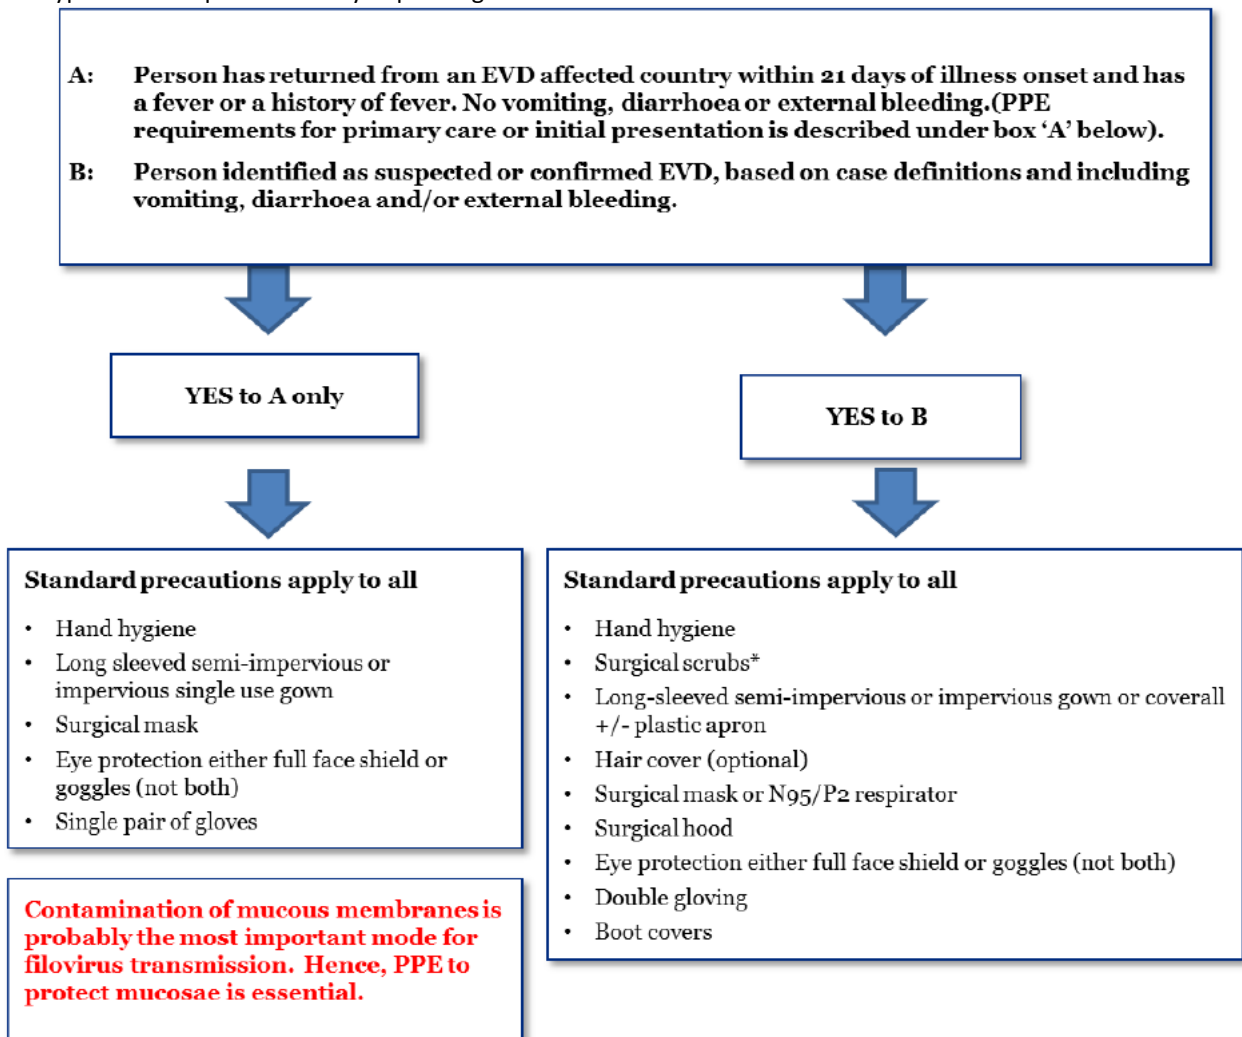 A: Person has returned from an EVD affected country within 21 days of illness onset and has
a fever or a history of fever. No vomiting, diarrhoea or external bleeding.(PPE
requirements for primary care or initial presentation is described under box ‘A’ below).
B: Person identified as suspected or confirmed EVD, based on case definitions and including
vomiting, diarrhoea and/or external bleeding.
YES to A only
YES to B
Standard precautions apply to all
• Hand hygiene
• Long sleeved semi-impervious or
impervious single use gown
• Surgical mask
• Eye protection either full face shield or
goggles (not both)
• Single pair of gloves
Standard precautions apply to all
• Hand hygiene
• Surgical scrubs*
• Long-sleeved semi-impervious or impervious gown or coverall
+/- plastic apron
• Hair cover (optional)
• Surgical mask or N95/P2 respirator
• Surgical hood
• Eye protection either full face shield or goggles (not both)
• Double gloving
• Boot covers
Contamination of mucous membranes is
probably the most important mode for
filovirus transmission. Hence, PPE to
protect mucosae is essential.